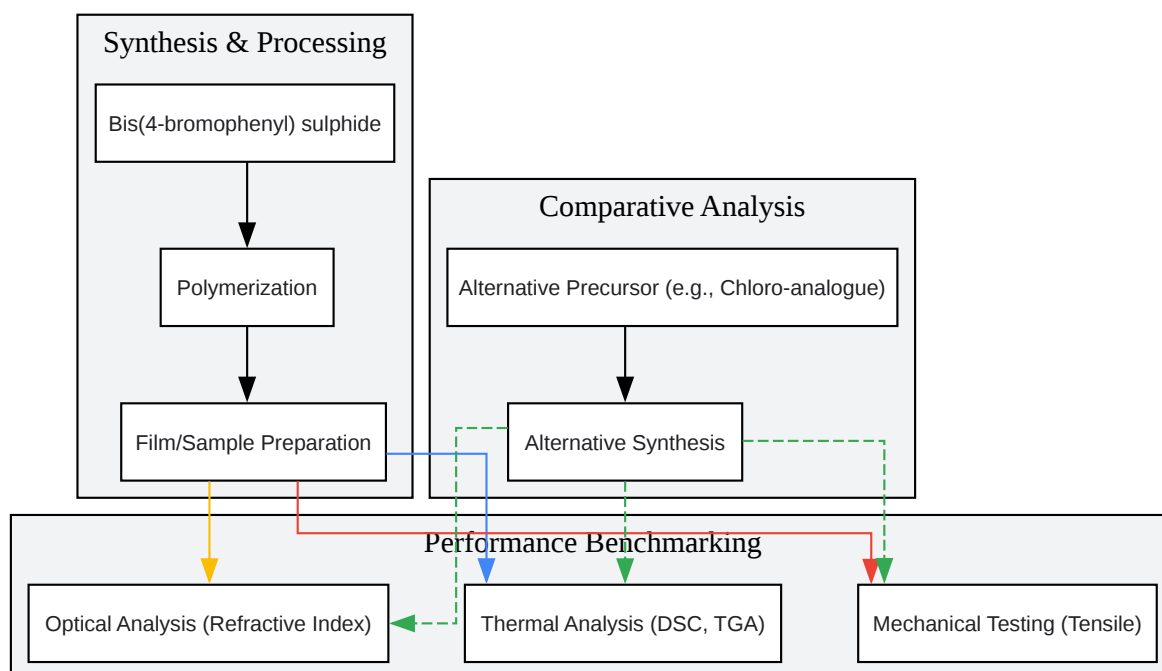 Synthesis & Processing
Bis(4-bromophenyl) sulphide
Polymerization
Film/Sample Preparation
Comparative Analysis
Alternative Precursor (e.g., Chloro-analogue)
Alternative Synthesis
Performance Benchmarking
Optical Analysis (Refractive Index)
Thermal Analysis (DSC, TGA)
Mechanical Testing (Tensile)